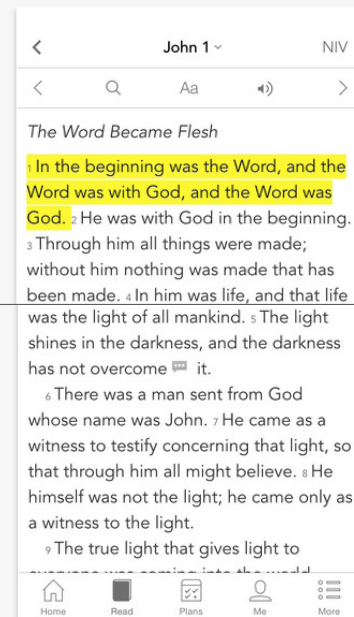 John 1 NIV
Aa
The Word Became Flesh
1 In the beginning was the Word, and the
Word was with God, and the Word was
God. 2 He was with God in the beginning.
3 Through him all things were made;
without him nothing was made that has
been made. 4 In him was life, and that life
was the light of all mankind. 5 The light
shines in the darkness, and the darkness
has not overcome it.
6 There was a man sent from God
whose name was John. 7 He came as a
witness to testify concerning that light, so
that through him all might believe. 8 He
himself was not the light; he came only as
a witness to the light.
9 The true light that gives light to
everyone was coming into the world
Home Read Plans Me More